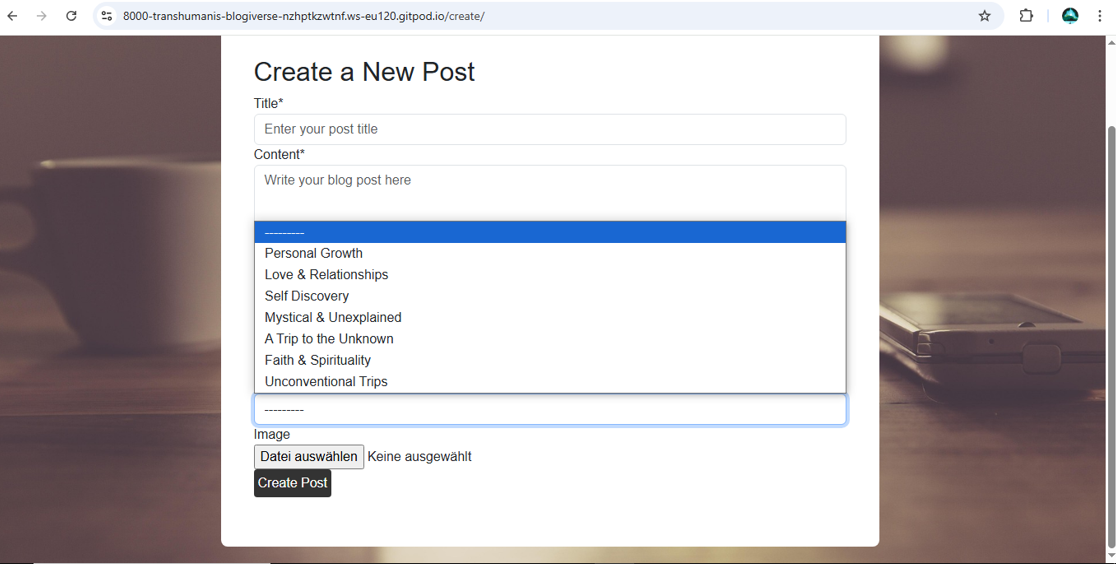 8000-transhumanis-blogiverse-nzhptkzwtnf.ws-eu120.gitpod.io/create/
Create a New Post
Title*
Enter your post title
Content*
Write your blog post here
---------
Personal Growth
Love & Relationships
Self Discovery
Mystical & Unexplained
A Trip to the Unknown
Faith & Spirituality
Unconventional Trips
---------
Image
Datei auswählen Keine ausgewählt
Create Post